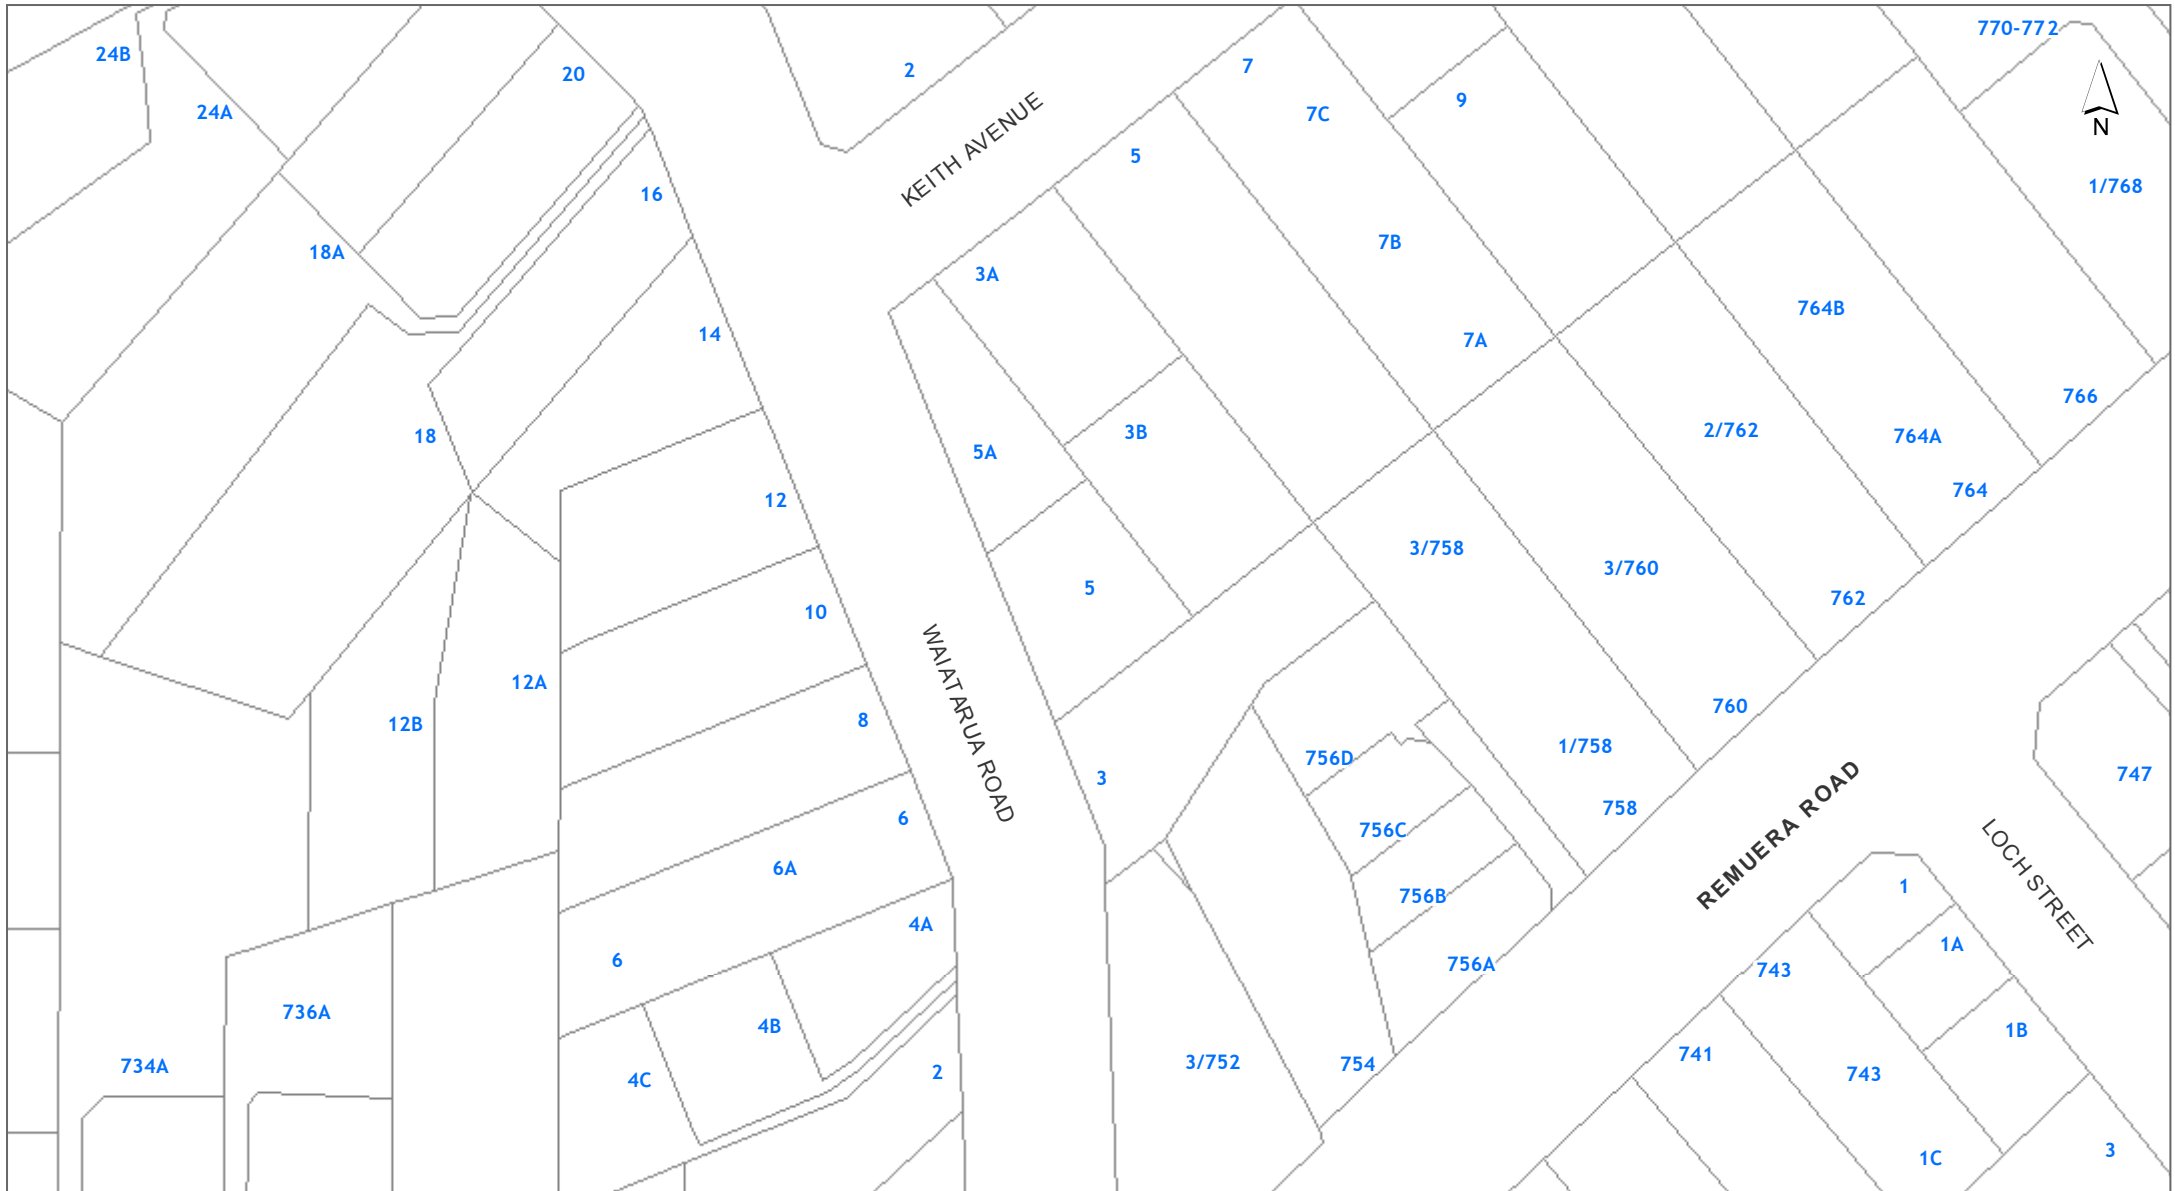 770-772
24B
2
7
20
9
KEITH AVENUE
24A
7C
N
5
1/768
16
7B
18A
3A
764B
14
7A
766
18
3B
2/762
764A
5A
12
764
3/758
3/760
5
762
10
WAIATARUA ROAD
12A
760
12B
8
1/758
756D
3
747
758
6
756C
REMUERA ROAD
LOCH STREET
6A
1
756B
4A
1A
6
756A
743
736A
4B
1B
741
734A
3/752
754
2
743
4C
3
1C